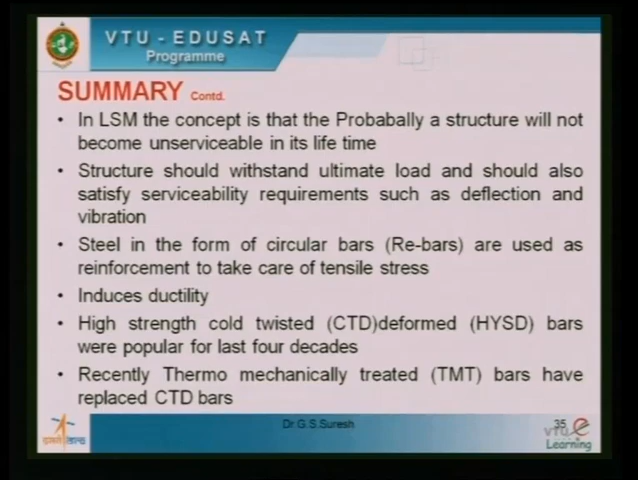 VTU - EDUSAT
Programme
SUMMARY Contd.
• In LSM the concept is that the Probabally a structure will not
become unserviceable in its life time
• Structure should withstand ultimate load and should also
satisfy serviceability requirements such as deflection and
vibration
• Steel in the form of circular bars (Re-bars) are used as
reinforcement to take care of tensile stress
• Induces ductility
• High strength cold twisted (CTD)deformed (HYSD) bars
were popular for last four decades
• Recently Thermo mechanically treated (TMT) bars have
replaced CTD bars
Dr.G.S.Suresh
35
VTU e
Learning